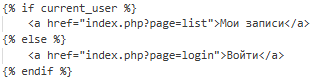 {% if current_user %}
    <a href="index.php?page=list">Мои записи</a>
{% else %}
    <a href="index.php?page=login">Войти</a>
{% endif %}